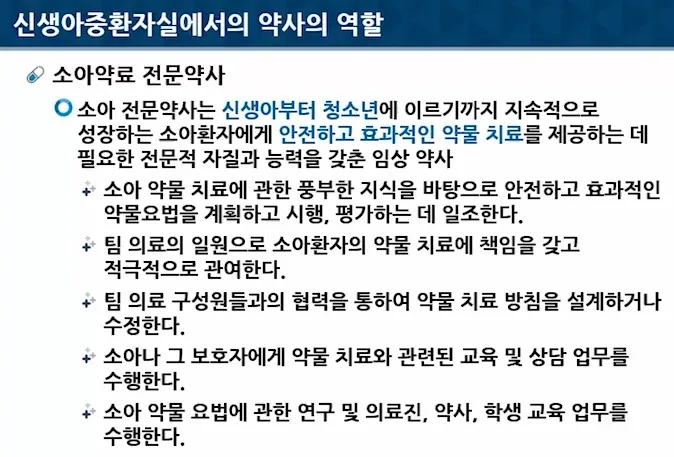 신생아중환자실에서의 약사의 역할
소아약료 전문약사
소아 전문약사는 신생아부터 청소년에 이르기까지 지속적으로
성장하는 소아환자에게 안전하고 효과적인 약물 치료를 제공하는 데
필요한 전문적 자질과 능력을 갖춘 임상 약사
소아 약물 치료에 관한 풍부한 지식을 바탕으로 안전하고 효과적인
약물요법을 계획하고 시행, 평가하는 데 일조한다.
팀 의료의 일원으로 소아환자의 약물 치료에 책임을 갖고
적극적으로 관여한다.
팀 의료 구성원들과의 협력을 통하여 약물 치료 방침을 설계하거나
수정한다.
소아나 그 보호자에게 약물 치료와 관련된 교육 및 상담 업무를
수행한다.
소아 약물 요법에 관한 연구 및 의료진, 약사, 학생 교육 업무를
수행한다.